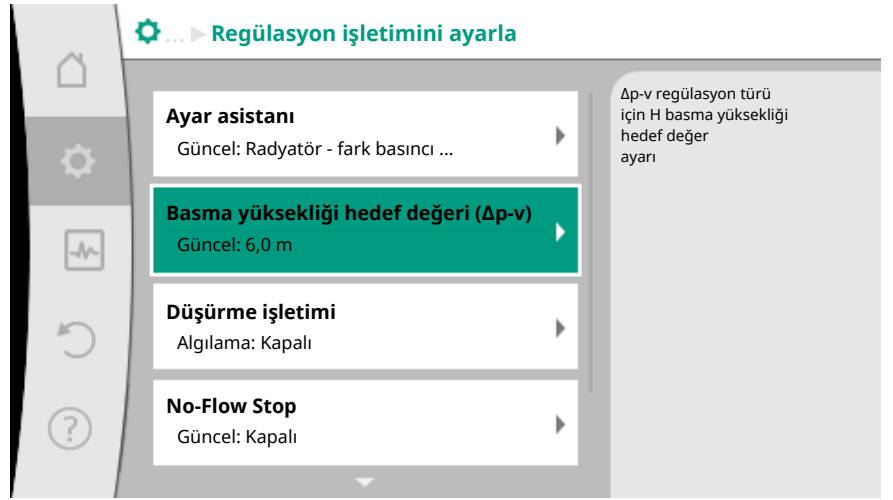 ... Regülasyon işletimini ayarla
Ayar asistanı
Güncel: Radyatör - fark basıncı ...
Basma yüksekliği hedef değeri (Δp-v)
Güncel: 6,0 m
Düşürme işletimi
Algılama: Kapalı
No-Flow Stop
Güncel: Kapalı
Δp-v regülasyon türü
için H basma yüksekliği
hedef değer
ayarı